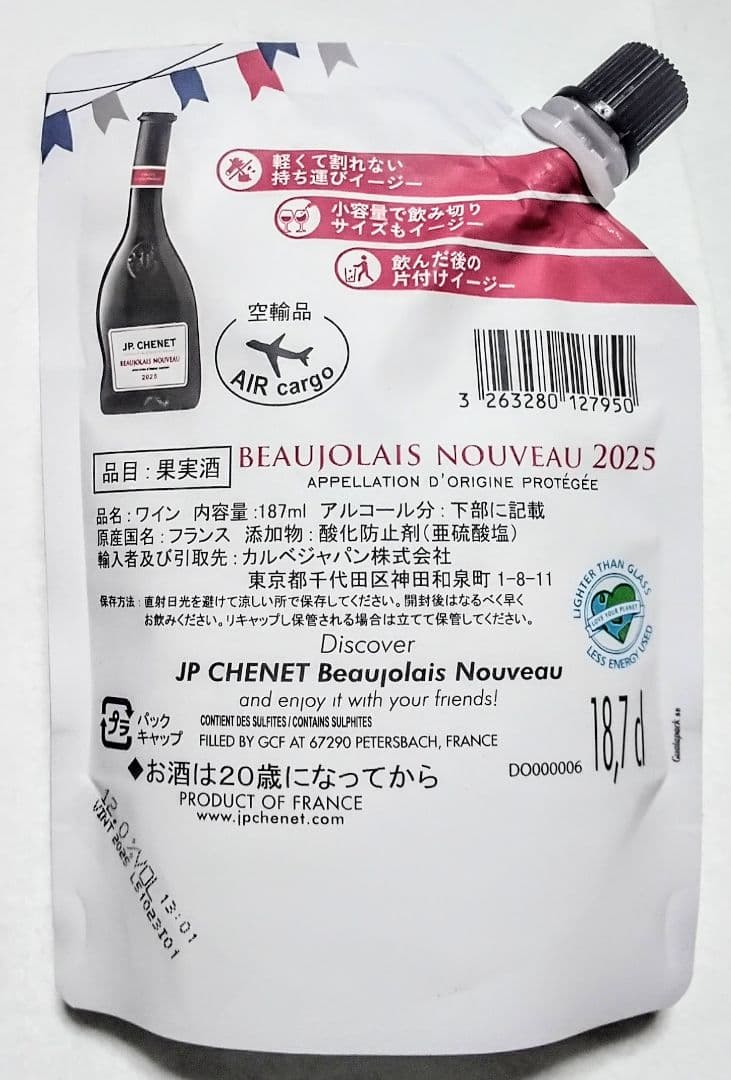 軽くて割れない
持ち運びイージー
小容量で飲み切り
サイズもイージー
飲んだ後の
片付けイージー
空輸品
AIR cargo
JP. CHENET
BEAUJOLAIS NOUVEAU
2025
3 263280 127950
品目:果実酒
BEAUJOLAIS NOUVEAU 2025
APPELLATION D'ORIGINE PROTÉGÉE
品名:ワイン 内容量:187ml アルコール分:下部に記載
原産国名:フランス 添加物:酸化防止剤(亜硫酸塩)
輸入者及び引取先:カルベジャパン株式会社
東京都千代田区神田和泉町 1-8-11
保存方法:直射日光を避けて涼しい所で保存してください。開封後はなるべく早く
お飲みください。リキャップし保管される場合は立てて保管してください。
LIGHTER THAN GLASS
LOVE YOUR PLANET
LESS ENERGY USED
Discover
JP CHENET Beaujolais Nouveau
and enjoy it with your friends!
プラ
パック
キャップ
CONTIENT DES SULFITES / CONTAINS SULPHITES
FILLED BY GCF AT 67290 PETERSBACH, FRANCE
18,7 cl
Gualapack
◆お酒は20歳になってから
DO000006
PRODUCT OF FRANCE
www.jpchenet.com
12.0%VOL 13:01
VINT 2025 L51023I01